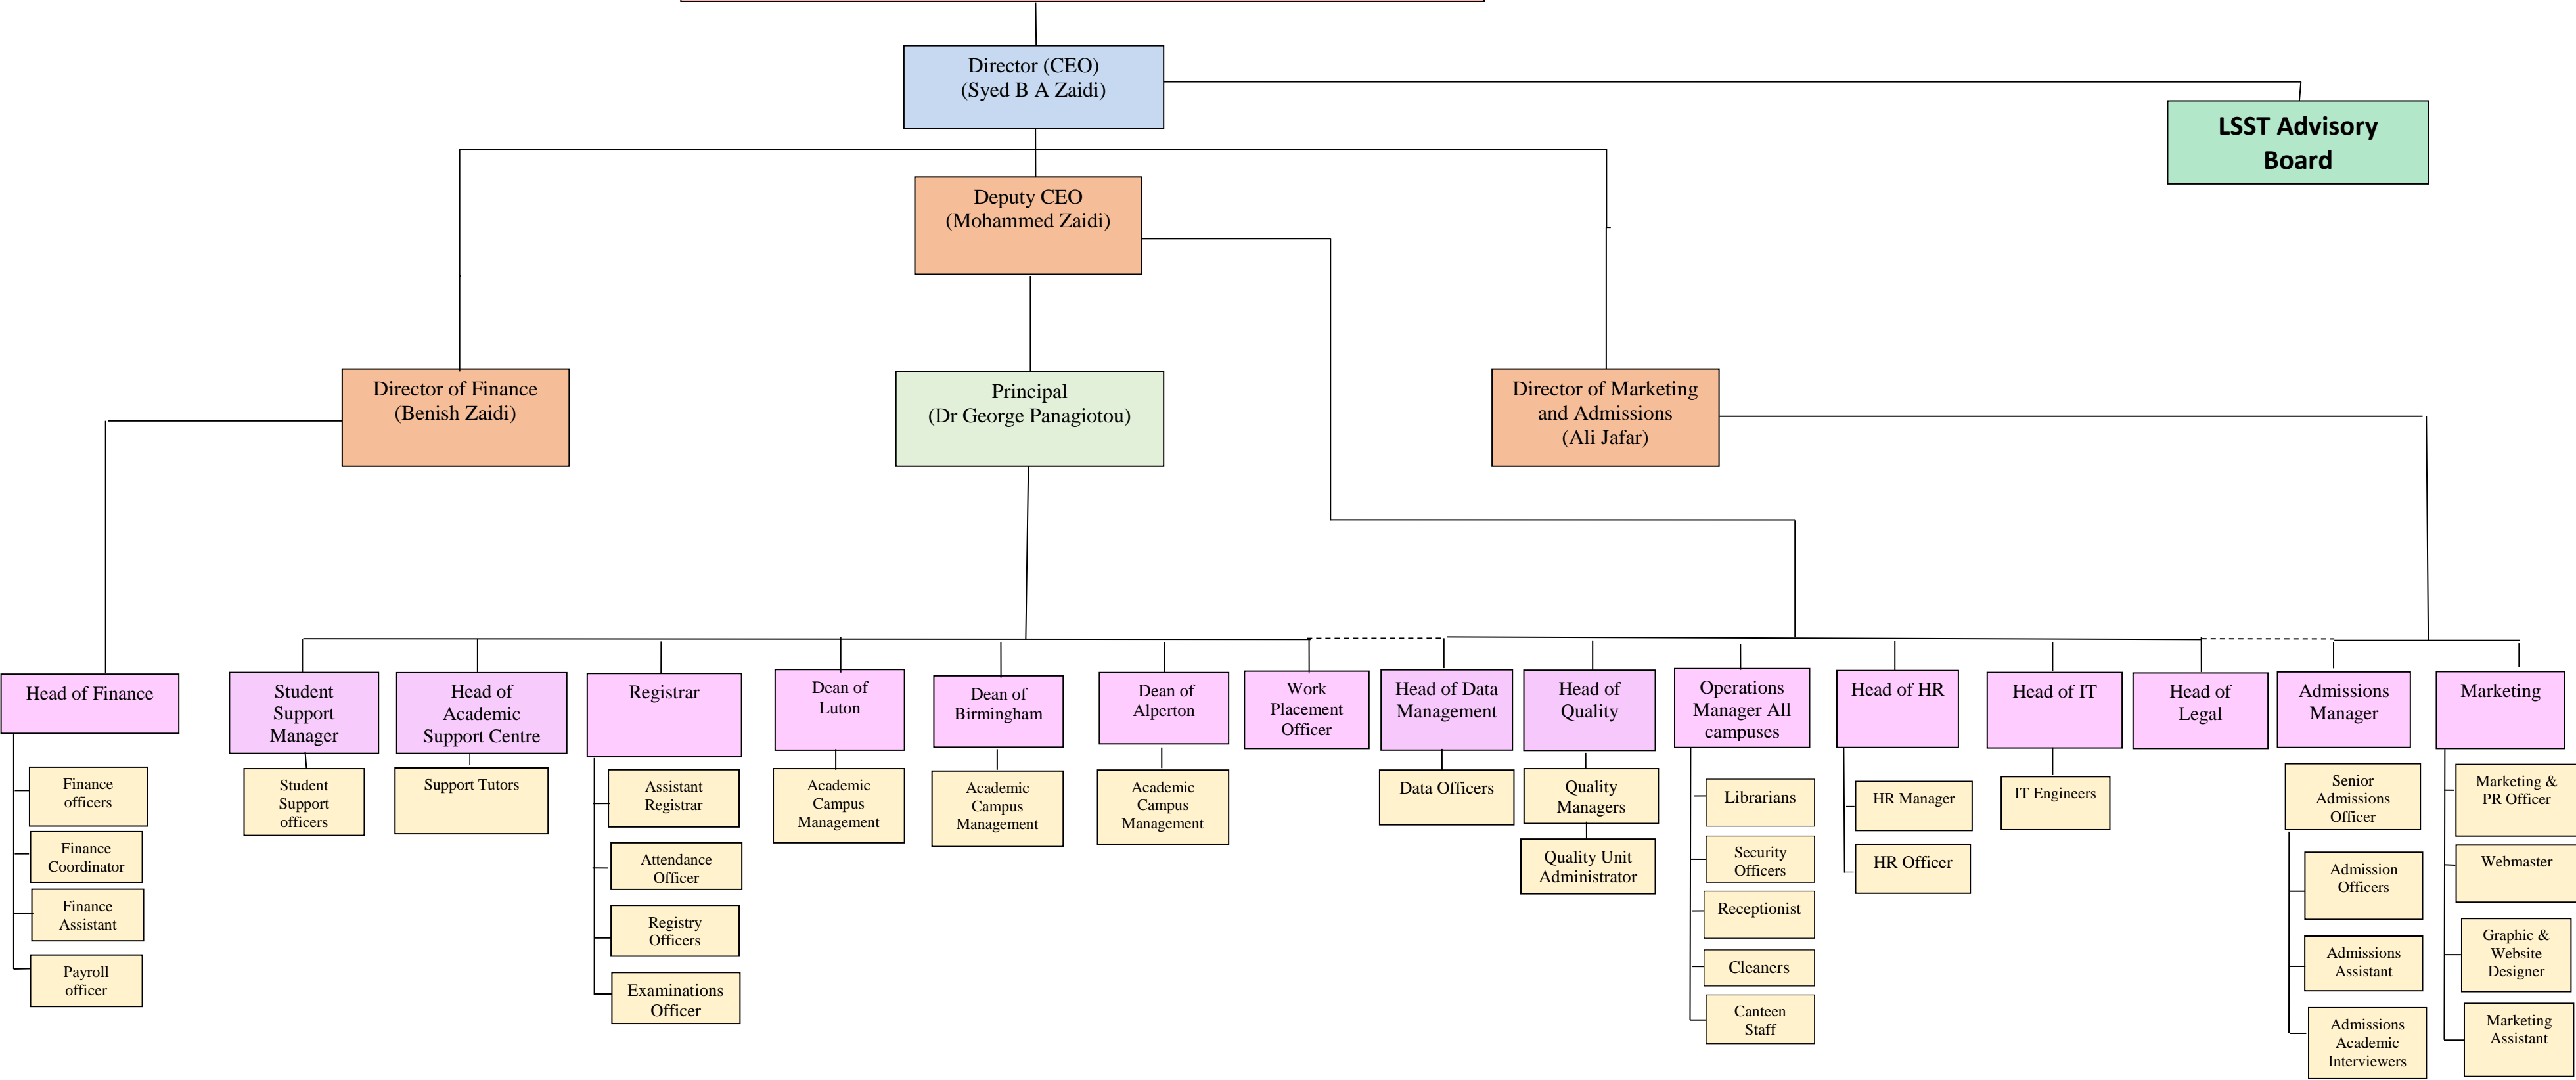 Director (CEO)
(Syed B A Zaidi)
LSST Advisory
Board
Deputy CEO
(Mohammed Zaidi)
Director of Finance
(Benish Zaidi)
Principal
(Dr George Panagiotou)
Director of Marketing
and Admissions
(Ali Jafar)
Head of Finance
Finance
officers
Finance
Coordinator
Finance
Assistant
Payroll
officer
Student
Support
Manager
Student
Support
officers
Head of
Academic
Support Centre
Support Tutors
Registrar
Assistant
Registrar
Attendance
Officer
Registry
Officers
Examinations
Officer
Dean of
Luton
Academic
Campus
Management
Dean of
Birmingham
Academic
Campus
Management
Dean of
Alperton
Academic
Campus
Management
Work
Placement
Officer
Head of Data
Management
Data Officers
Head of
Quality
Quality
Managers
Quality Unit
Administrator
Operations
Manager All
campuses
Librarians
Security
Officers
Receptionist
Cleaners
Canteen
Staff
Head of HR
HR Manager
HR Officer
Head of IT
IT Engineers
Head of
Legal
Admissions
Manager
Senior
Admissions
Officer
Admission
Officers
Admissions
Assistant
Admissions
Academic
Interviewers
Marketing
Marketing &
PR Officer
Webmaster
Graphic &
Website
Designer
Marketing
Assistant